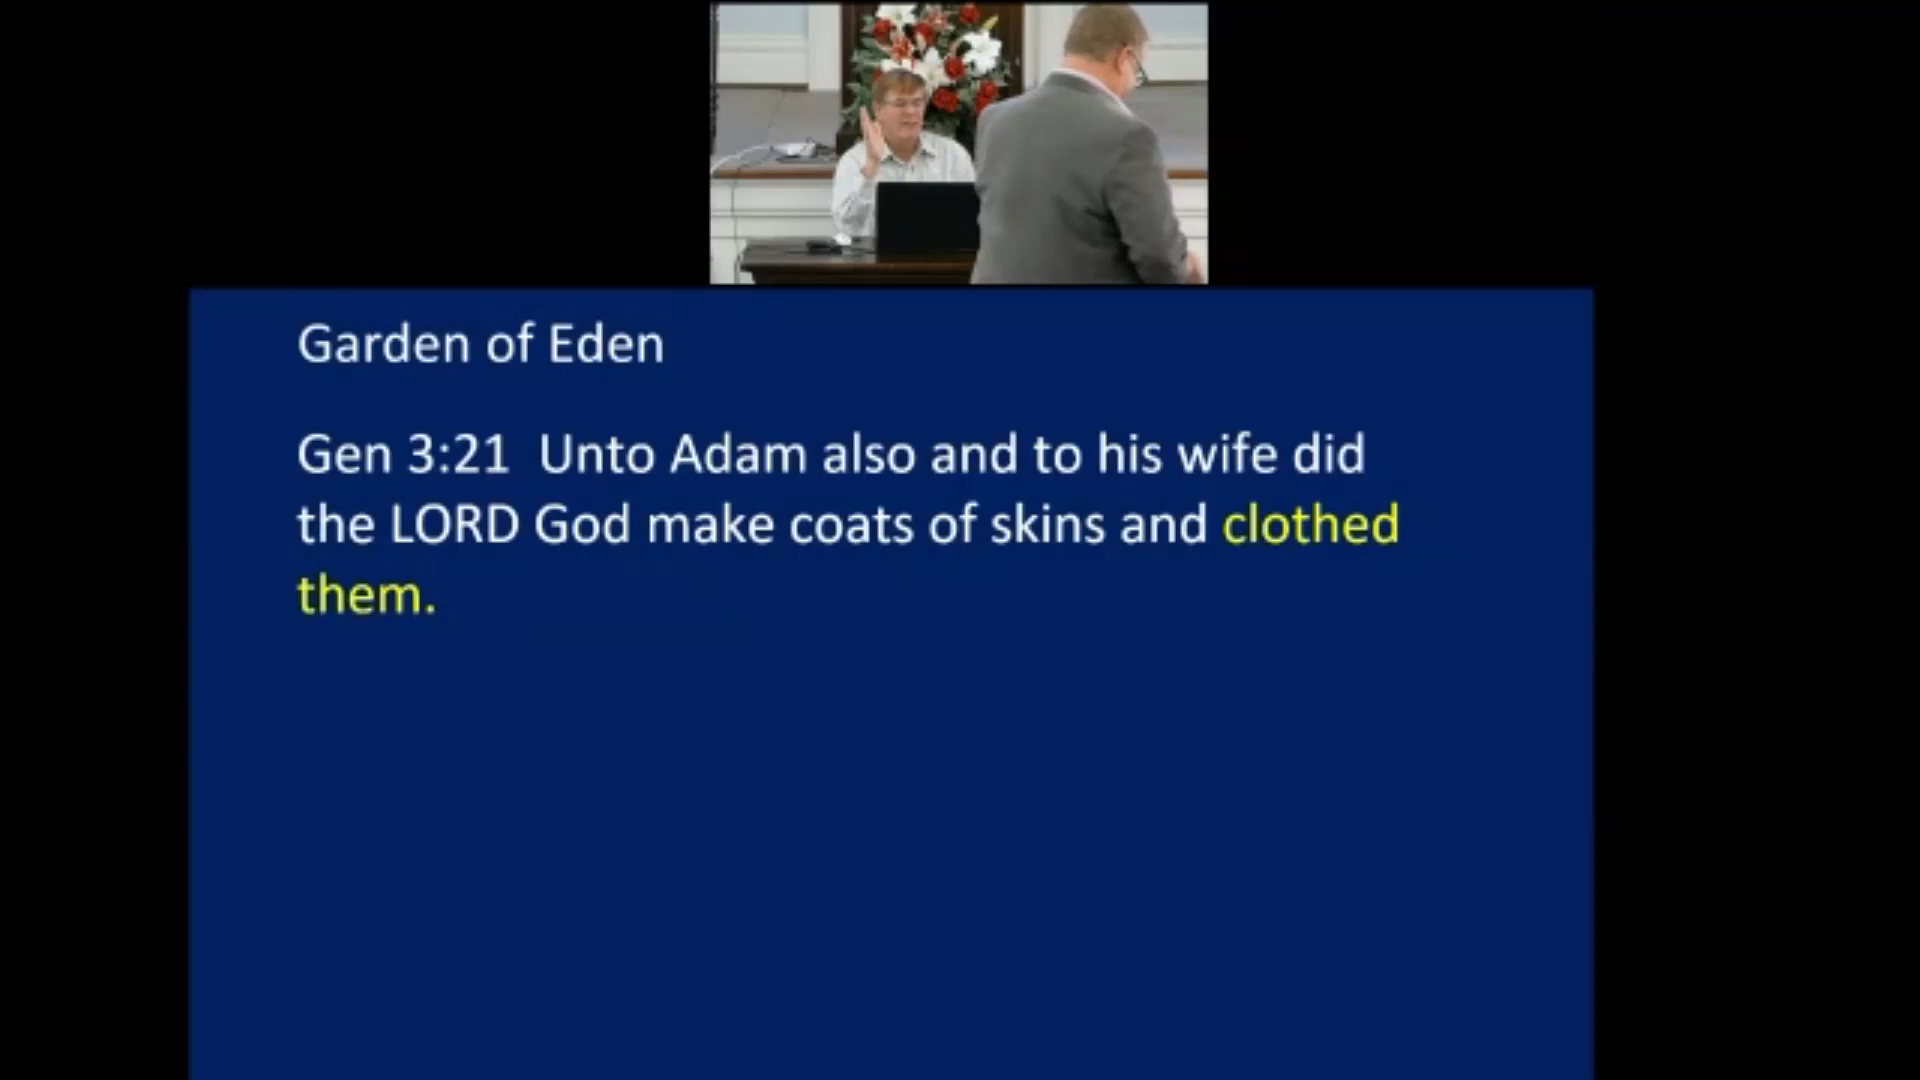 Garden of Eden
Gen 3:21  Unto Adam also and to his wife did
the LORD God make coats of skins and clothed
them.